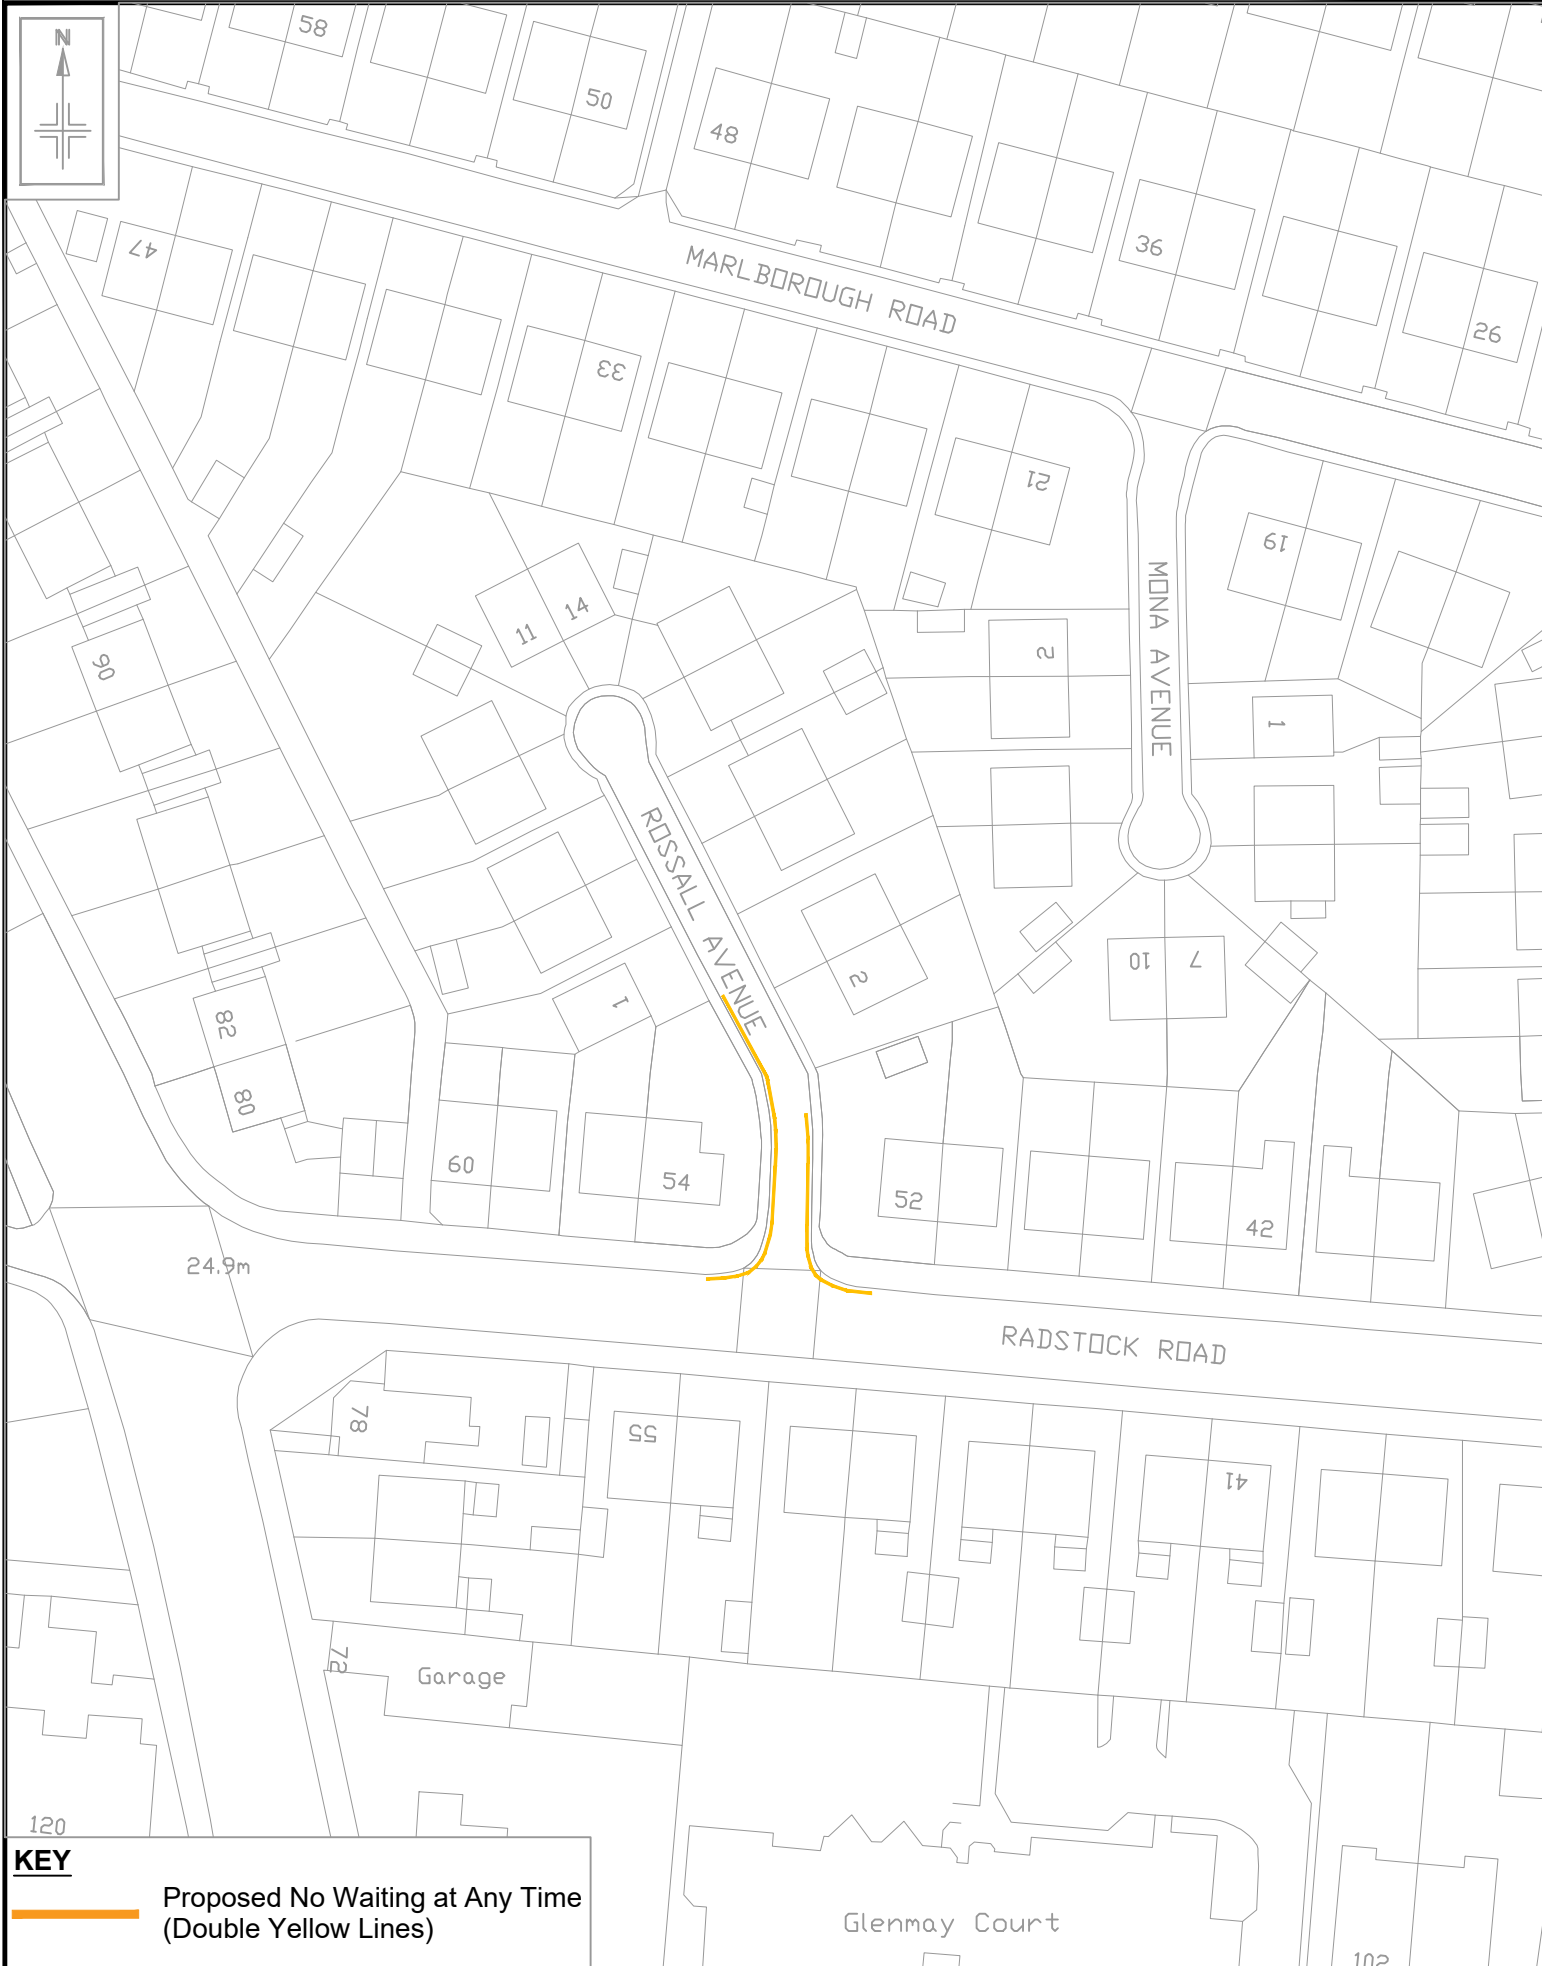 N
58
50
48
47
MARLBOROUGH ROAD
36
26
33
21
19
MONA AVENUE
11
14
2
90
1
ROSSALL AVENUE
10
7
2
1
82
80
60
54
52
42
24.9m
RADSTOCK ROAD
78
55
41
72
Garage
120
KEY
Proposed No Waiting at Any Time
(Double Yellow Lines)
Glenmay Court
102